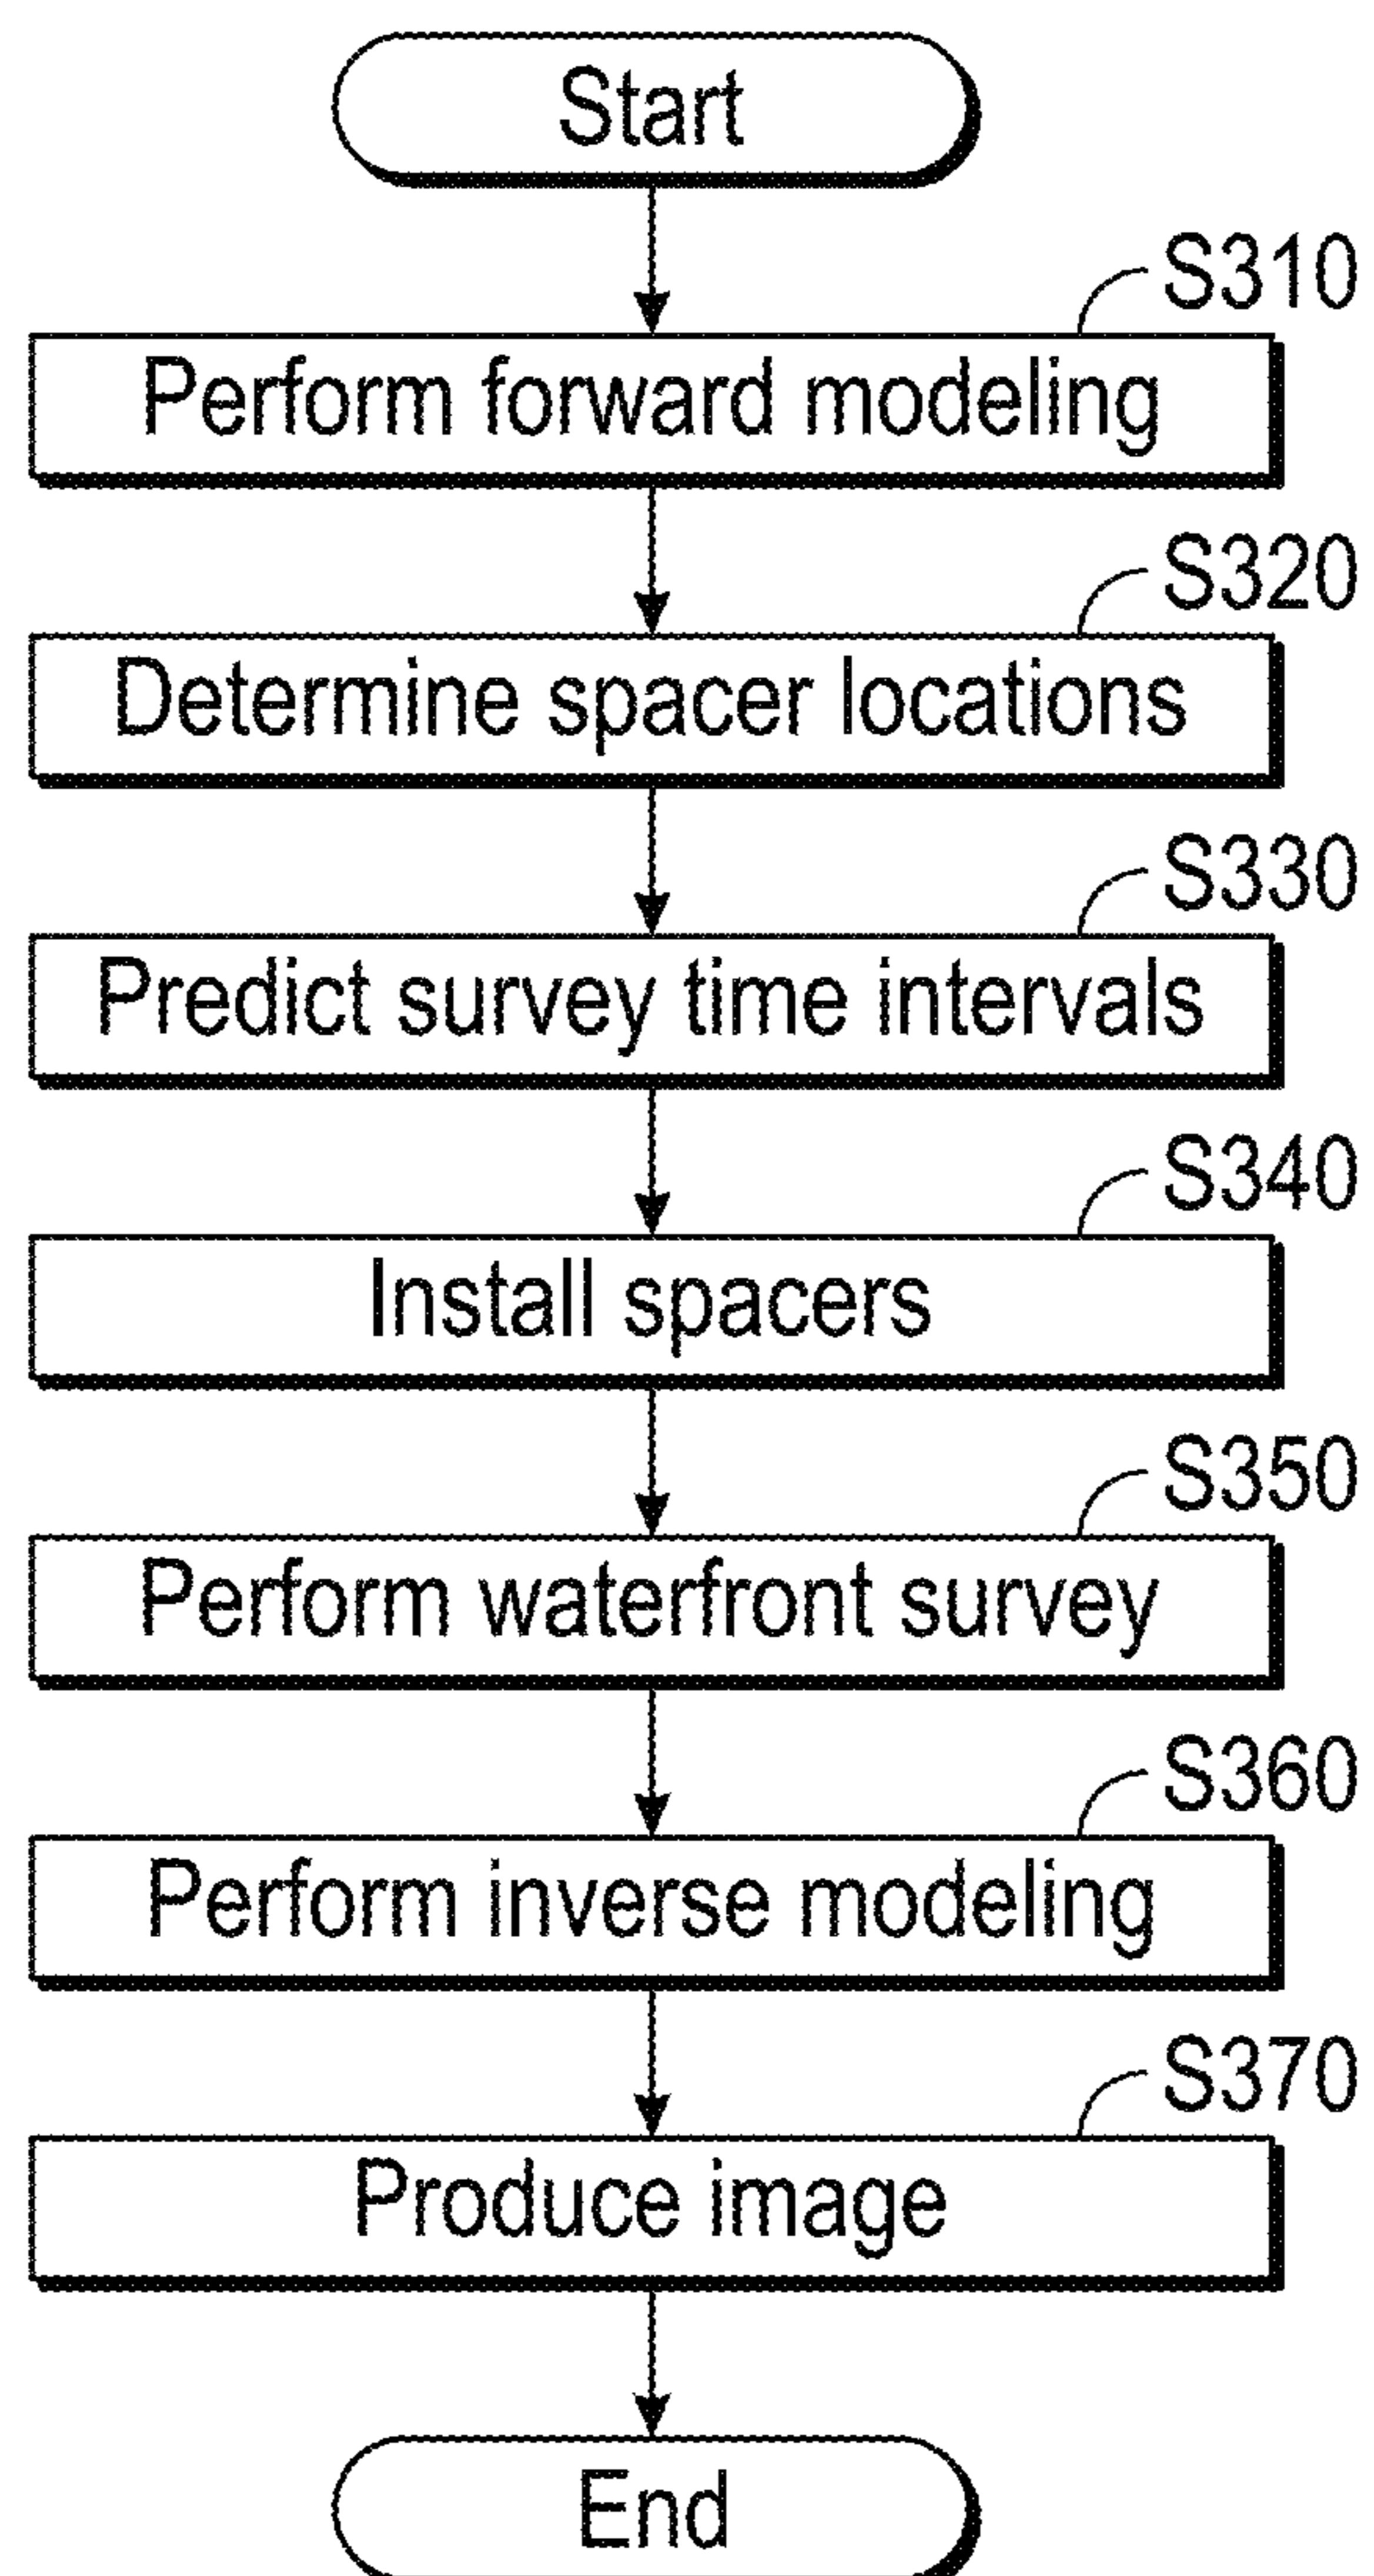 Start
S310
Perform forward modeling
S320
Determine spacer locations
S330
Predict survey time intervals
S340
Install spacers
S350
Perform waterfront survey
S360
Perform inverse modeling
S370
Produce image
End